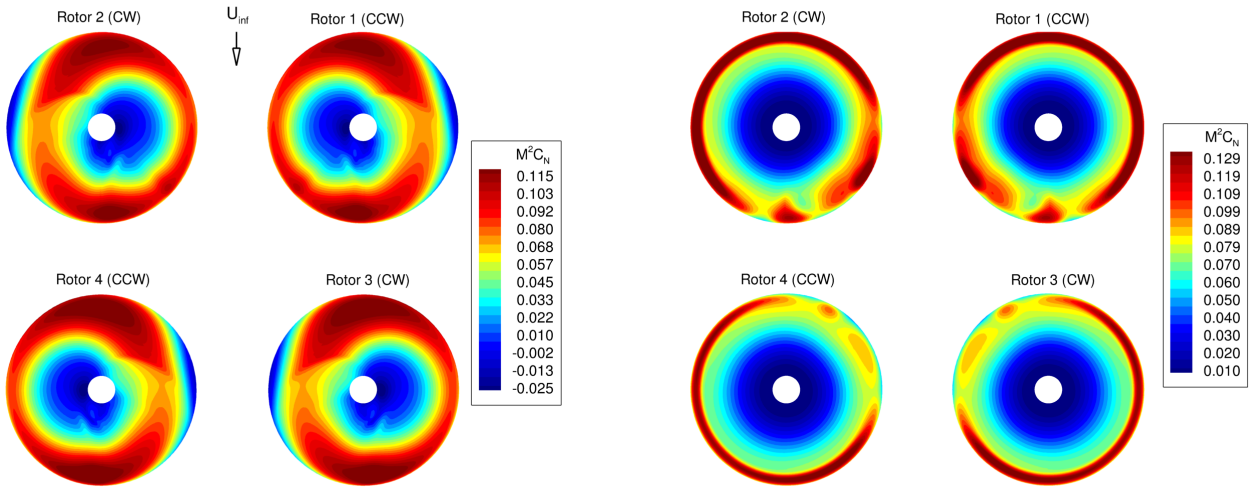 Rotor 2 (CW)
U_inf
Rotor 1 (CCW)
Rotor 4 (CCW)
Rotor 3 (CW)
M²C_N
0.115
0.103
0.092
0.080
0.068
0.057
0.045
0.033
0.022
0.010
-0.002
-0.013
-0.025
Rotor 2 (CW)
Rotor 1 (CCW)
Rotor 4 (CCW)
Rotor 3 (CW)
M²C_N
0.129
0.119
0.109
0.099
0.089
0.079
0.070
0.060
0.050
0.040
0.030
0.020
0.010